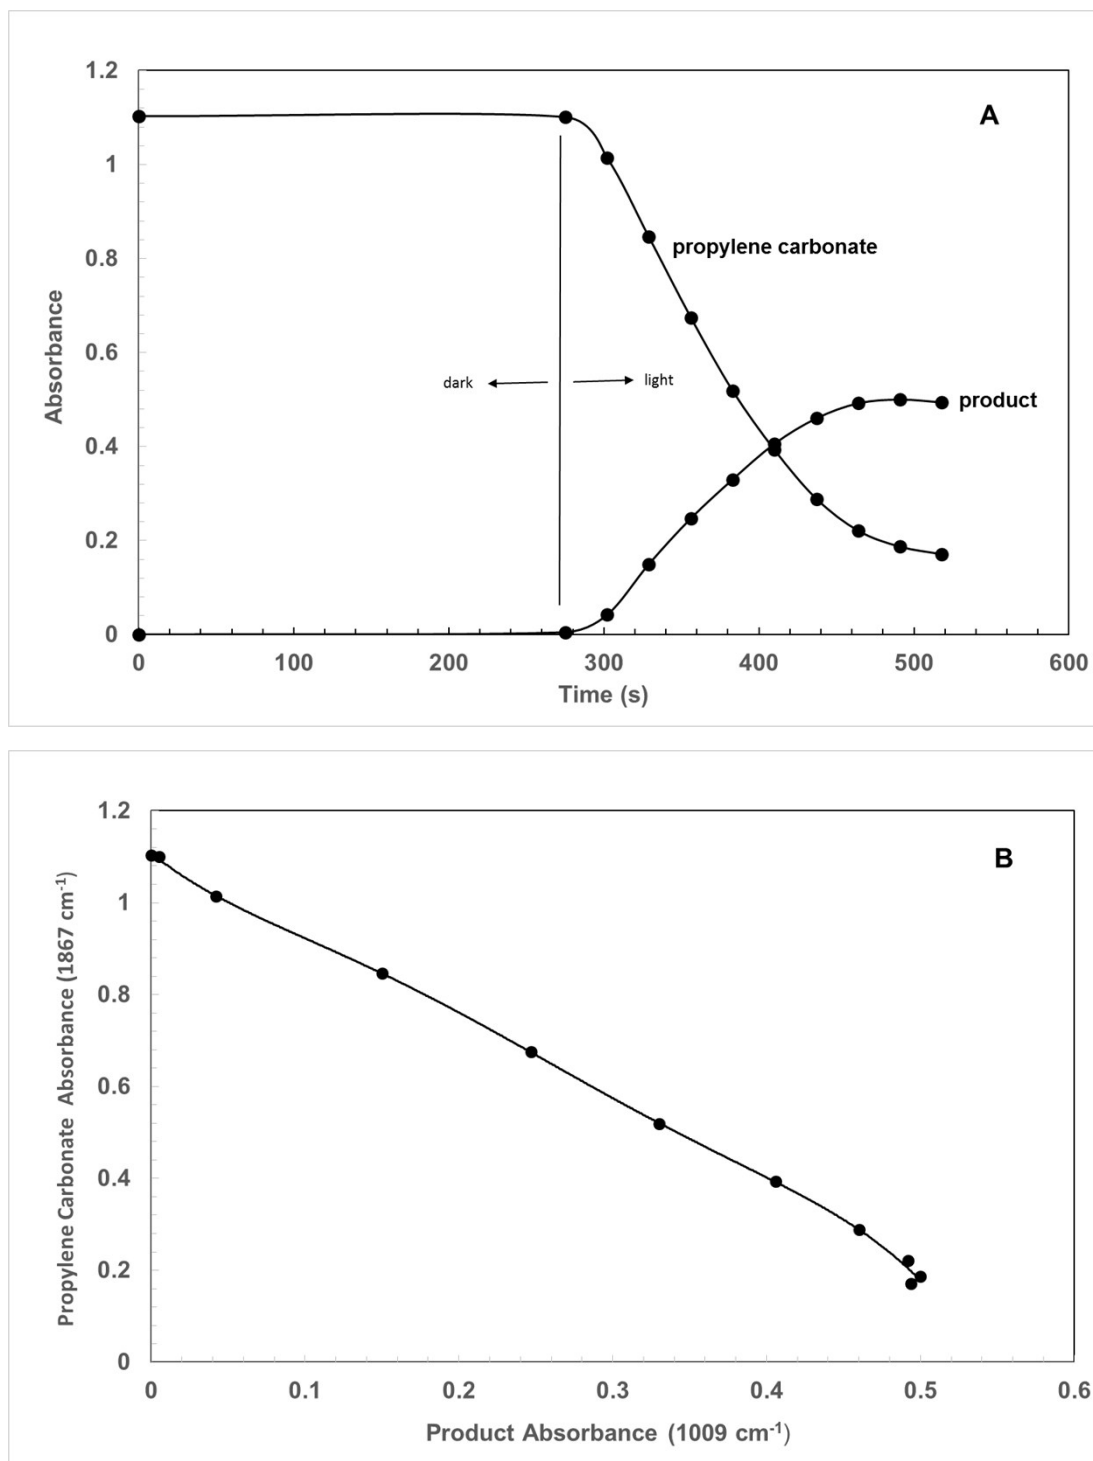 A
1.2
1
0.8
0.6
0.4
0.2
0
Absorbance
propylene carbonate
dark
light
product
0 100 200 300 400 500 600
Time (s)
B
1.2
1
0.8
0.6
0.4
0.2
0
Propylene Carbonate Absorbance (1867 cm⁻¹)
0 0.1 0.2 0.3 0.4 0.5 0.6
Product Absorbance (1009 cm⁻¹)